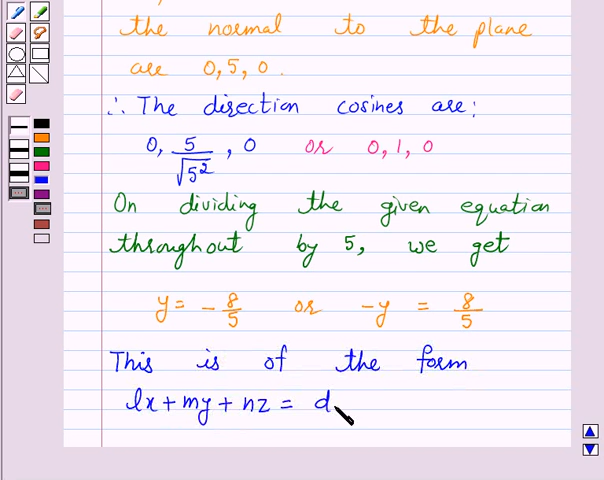 the normal to the plane
are 0, 5, 0.
∴ The direction cosines are:
0, 5/√5², 0 or 0, 1, 0
On dividing the given equation
throughout by 5, we get
y = -8/5 or -y = 8/5
This is of the form
lx + my + nz = d